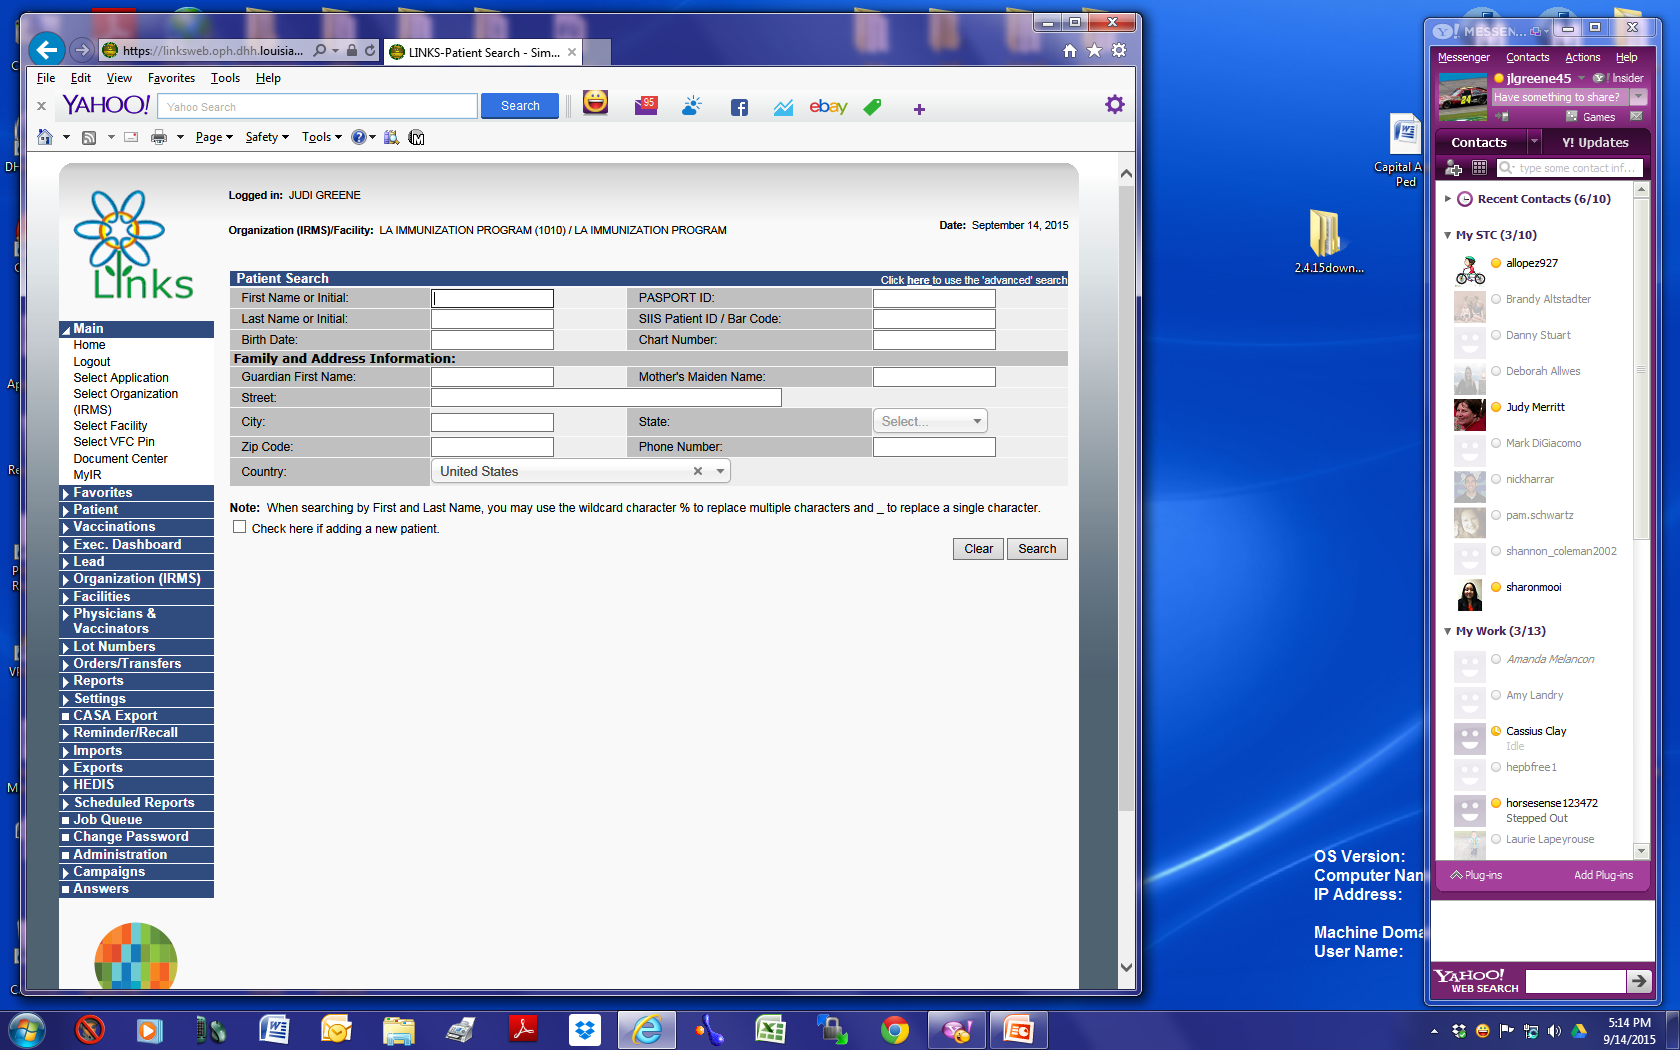 https://linksweb.oph.dhh.louisia...
LINKS-Patient Search - Sim...
File Edit View Favorites Tools Help
YAHOO! Yahoo Search Search 95 ebay
Page Safety Tools
Links
Logged in: JUDI GREENE
Organization (IRMS)/Facility: LA IMMUNIZATION PROGRAM (1010) / LA IMMUNIZATION PROGRAM
Date: September 14, 2015
Main
Home
Logout
Select Application
Select Organization
(IRMS)
Select Facility
Select VFC Pin
Document Center
MyIR
Favorites
Patient
Vaccinations
Exec. Dashboard
Lead
Organization (IRMS)
Facilities
Physicians &
Vaccinators
Lot Numbers
Orders/Transfers
Reports
Settings
CASA Export
Reminder/Recall
Imports
Exports
HEDIS
Scheduled Reports
Job Queue
Change Password
Administration
Campaigns
Answers
Patient Search Click here to use the 'advanced' search
First Name or Initial: PASPORT ID:
Last Name or Initial: SIIS Patient ID / Bar Code:
Birth Date: Chart Number:
Family and Address Information:
Guardian First Name: Mother's Maiden Name:
Street:
City: State: Select...
Zip Code: Phone Number:
Country: United States
Note: When searching by First and Last Name, you may use the wildcard character % to replace multiple characters and _ to replace a single character.
Check here if adding a new patient.
Clear Search
Capital A
Ped
2.4.15down...
OS Version:
Computer Nam
IP Address:
Machine Doma
User Name:
Y! MESSEN...
Messenger Contacts Actions Help
jlgreene45 Y! Insider
Have something to share?
Games
Contacts Y! Updates
type some contact inf...
Recent Contacts (6/10)
My STC (3/10)
allopez927
Brandy Altstadter
Danny Stuart
Deborah Allwes
Judy Merritt
Mark DiGiacomo
nickharrar
pam.schwartz
shannon_coleman2002
sharonmooi
My Work (3/13)
Amanda Melancon
Amy Landry
Cassius Clay
Idle
hepbfree1
horsesense123472
Stepped Out
Laurie Lapeyrouse
Plug-ins Add Plug-ins
YAHOO!
WEB SEARCH
5:14 PM
9/14/2015